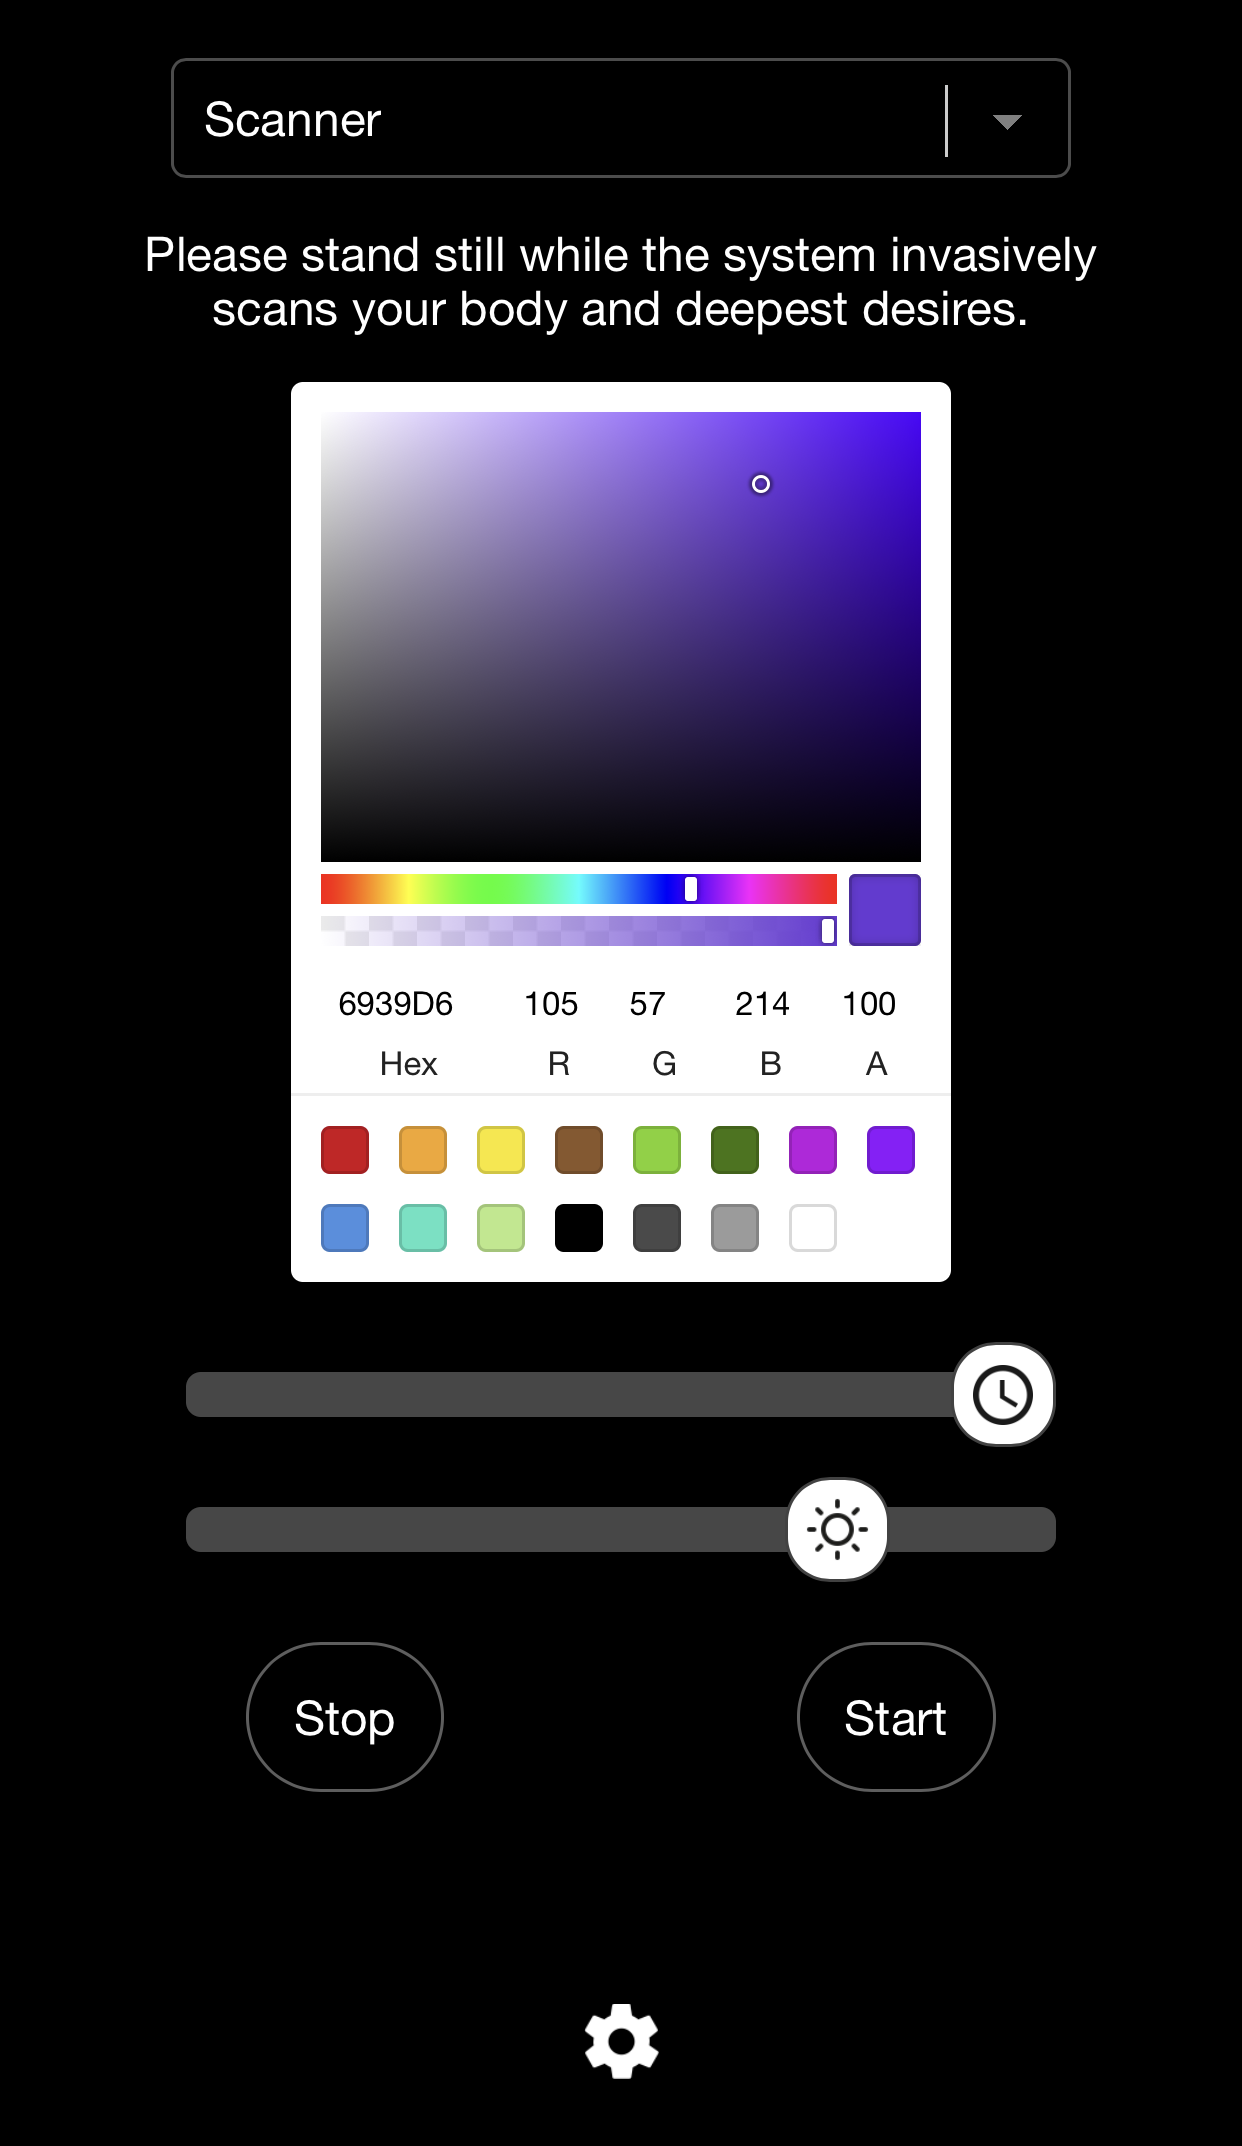 Scanner
Please stand still while the system invasively
scans your body and deepest desires.
6939D6 105 57 214 100
Hex R G B A
Stop Start